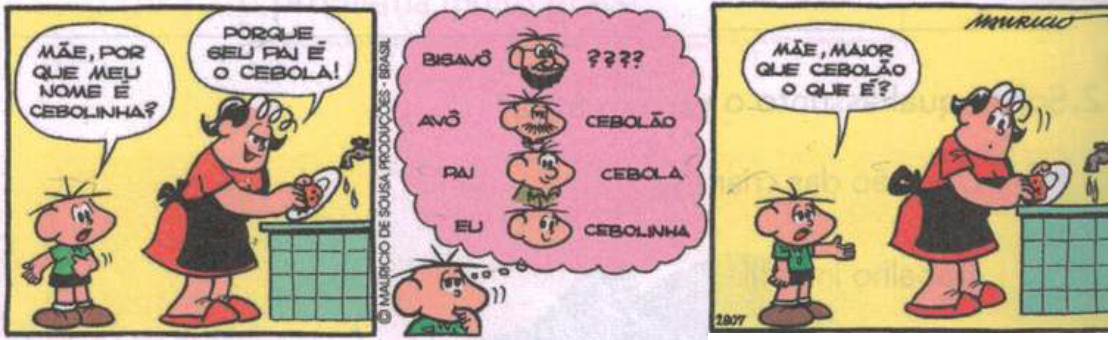 MÃE, POR
QUE MEU
NOME É
CEBOLINHA?
PORQUE
SEU PAI É
O CEBOLA!
© MAURICIO DE SOUSA PRODUÇÕES - BRASIL
BISAVÔ ????
AVÔ CEBOLÃO
PAI CEBOLA
EU CEBOLINHA
MAURICIO
MÃE, MAIOR
QUE CEBOLÃO
O QUE É?
2807